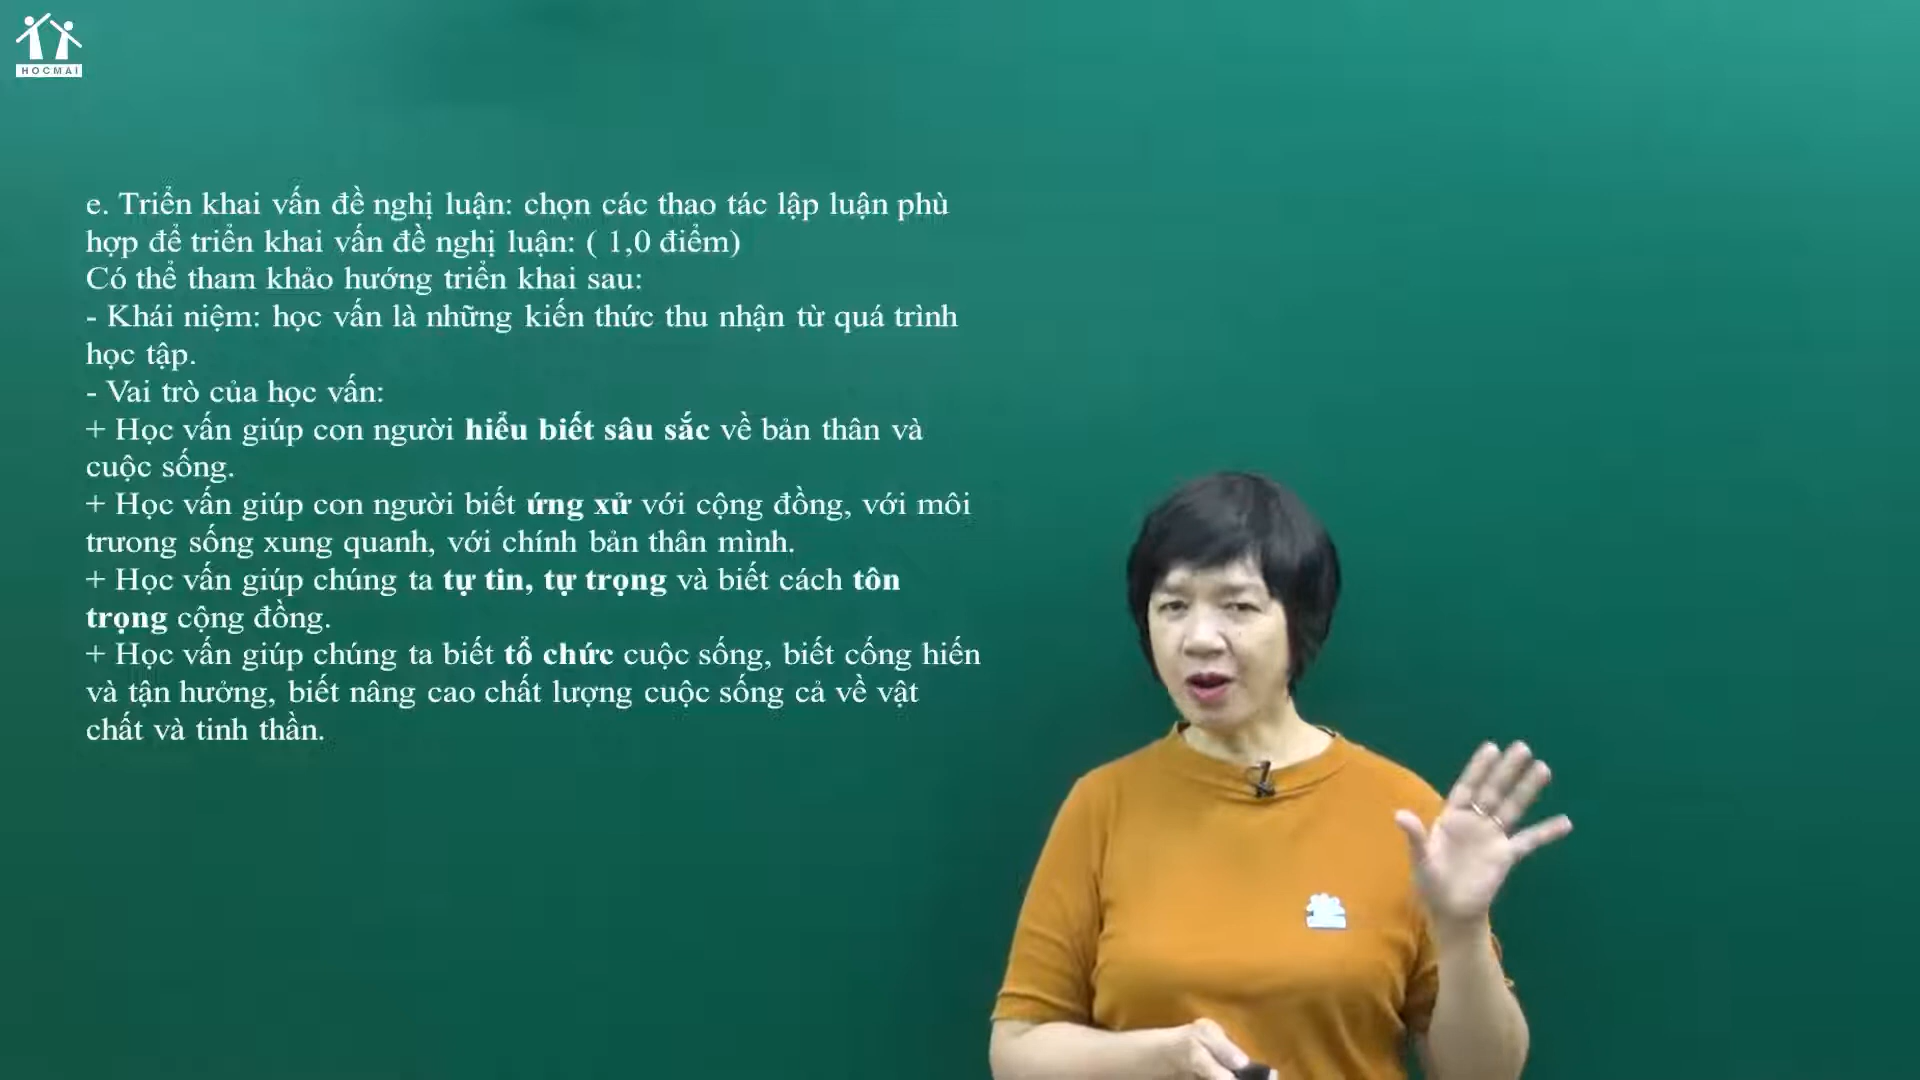 HOCMAI
e. Triển khai vấn đề nghị luận: chọn các thao tác lập luận phù
hợp để triển khai vấn đề nghị luận: ( 1,0 điểm)
Có thể tham khảo hướng triển khai sau:
- Khái niệm: học vấn là những kiến thức thu nhận từ quá trình
học tập.
- Vai trò của học vấn:
+ Học vấn giúp con người hiểu biết sâu sắc về bản thân và
cuộc sống.
+ Học vấn giúp con người biết ứng xử với cộng đồng, với môi
trương sống xung quanh, với chính bản thân mình.
+ Học vấn giúp chúng ta tự tin, tự trọng và biết cách tôn
trọng cộng đồng.
+ Học vấn giúp chúng ta biết tổ chức cuộc sống, biết cống hiến
và tận hưởng, biết nâng cao chất lượng cuộc sống cả về vật
chất và tinh thần.